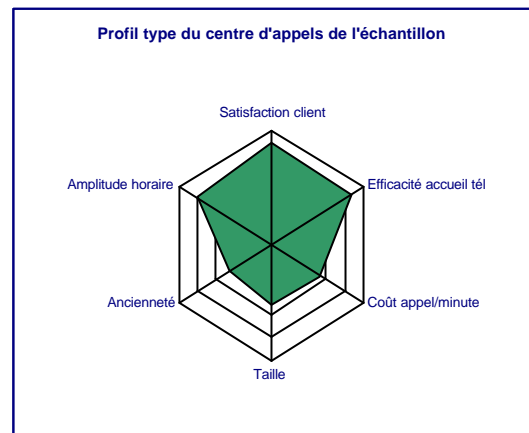 Profil type du centre d'appels de l'échantillon
Satisfaction client
Amplitude horaire
Efficacité accueil tél
Ancienneté
Coût appel/minute
Taille